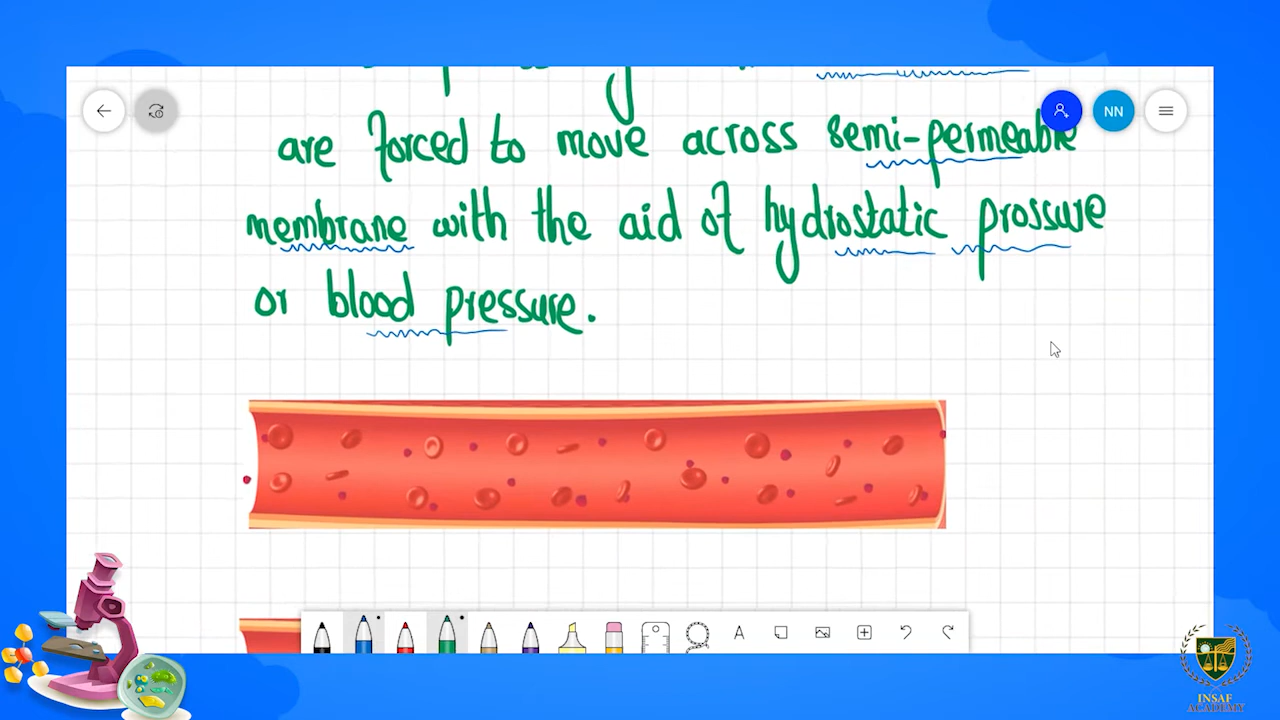 are forced to move across semi-permeable
membrane with the aid of hydrostatic prossure
or blood pressure.
NN
A
INSAF
ACADEMY